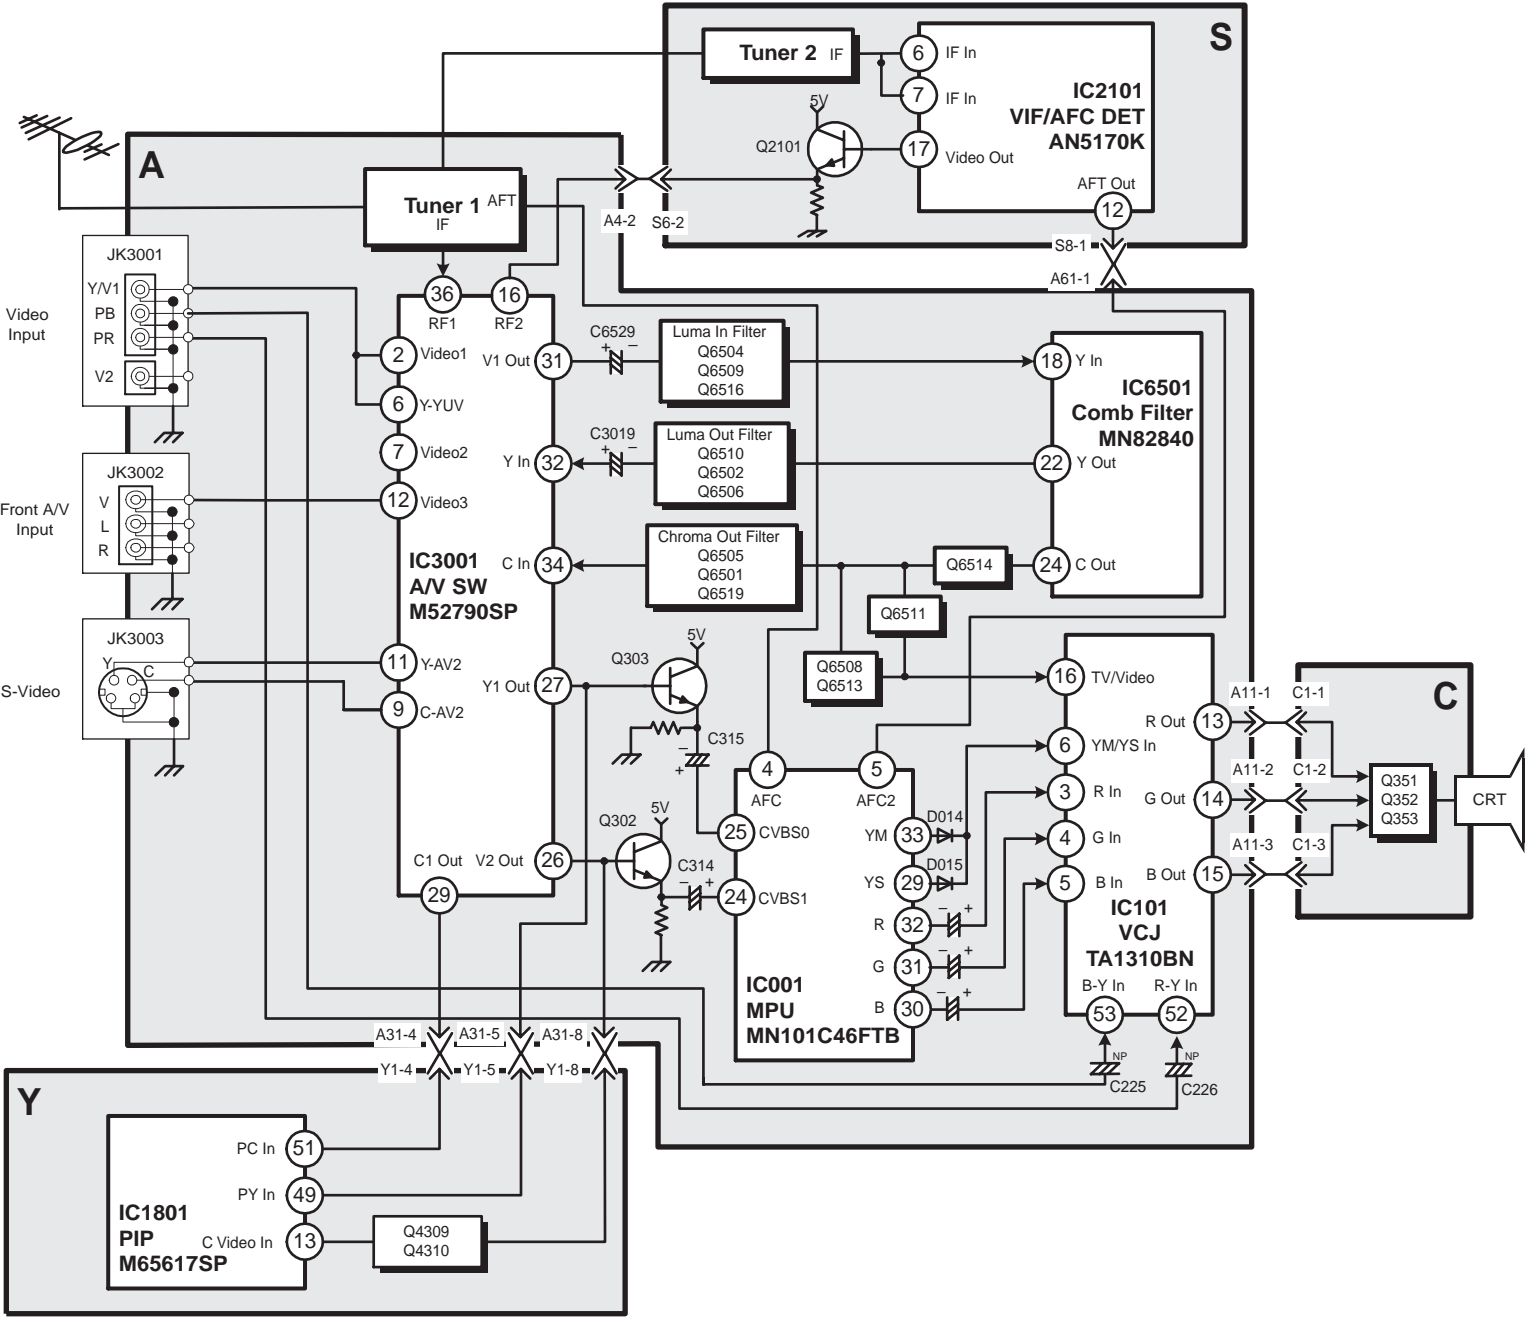 S
Tuner 2 IF
6 IF In
7 IF In
IC2101
VIF/AFC DET
AN5170K
5V
Q2101
17 Video Out
AFT Out
12
A
Tuner 1 AFT
IF
A4-2 S6-2
S8-1
A61-1
JK3001
Y/V1
PB
PR
V2
Video
Input
36 16
RF1 RF2
2 Video1
6 Y-YUV
7 Video2
12 Video3
V1 Out 31
C6529
+ –
Luma In Filter
Q6504
Q6509
Q6516
18 Y In
IC6501
Comb Filter
MN82840
C3019
+ –
Luma Out Filter
Q6510
Q6502
Q6506
Y In 32
22 Y Out
JK3002
V
L
R
Front A/V
Input
IC3001
A/V SW
M52790SP
C In 34
Chroma Out Filter
Q6505
Q6501
Q6519
Q6514
24 C Out
Q6511
Q6508
Q6513
JK3003
Y
C
S-Video
11 Y-AV2
9 C-AV2
Y1 Out 27
Q303
5V
C315
–
+
16 TV/Video
R Out 13
A11-1 C1-1
C
6 YM/YS In
4 5
AFC AFC2
3 R In
G Out 14
A11-2 C1-2
Q351
Q352
Q353
CRT
Q302
5V
25 CVBS0
YM 33
D014
4 G In
A11-3 C1-3
C1 Out V2 Out 26
C314
– +
24 CVBS1
YS 29
D015
5 B In
B Out 15
29
R 32
– +
IC101
VCJ
TA1310BN
G 31
– +
IC001
MPU
MN101C46FTB
B 30
– +
B-Y In R-Y In
53 52
NP NP
C225 C226
A31-4 A31-5 A31-8
Y1-4 Y1-5 Y1-8
Y
PC In 51
PY In 49
C Video In 13
IC1801
PIP
M65617SP
Q4309
Q4310